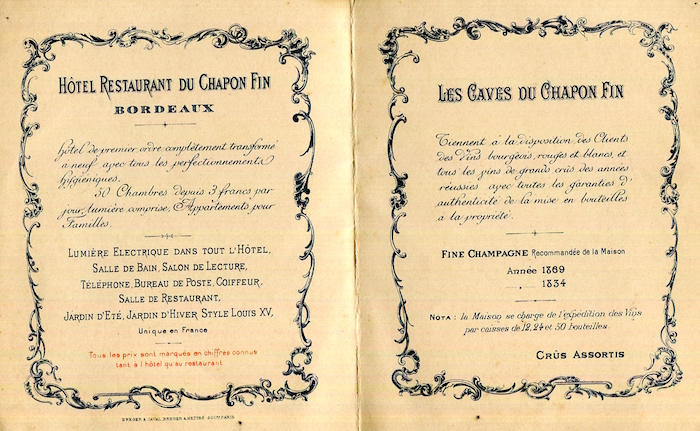 HÔTEL RESTAURANT DU CHAPON FIN
BORDEAUX
hôtel de premier ordre complètement transformé
à neuf avec tous les perfectionnements
hygiéniques.
50 Chambres depuis 3 francs par
jour, lumière comprise, Appartements pour
Familles.
LUMIÈRE ELECTRIQUE DANS TOUT L'HÔTEL,
SALLE DE BAIN, SALON DE LECTURE,
TÉLÉPHONE, BUREAU DE POSTE, COIFFEUR,
SALLE DE RESTAURANT,
JARDIN D'ETÉ, JARDIN D'HIVER STYLE LOUIS XV,
Unique en France
Tous les prix sont marqués en chiffres connus
tant à l'hôtel qu'au restaurant
LES CAVES DU CHAPON FIN
Tiennent à la disposition des Clients
des Vins bourgeois, rouges et blancs, et
tous les vins de grands crûs des années
réussies avec toutes les garanties d'
authenticité de la mise en bouteilles
à la propriété.
FINE CHAMPAGNE Recommandée de la Maison
Année 1869
— 1834
NOTA : la Maison se charge de l'expédition des Vins
par caisses de 12, 24 et 50 bouteilles.
CRÛS ASSORTIS